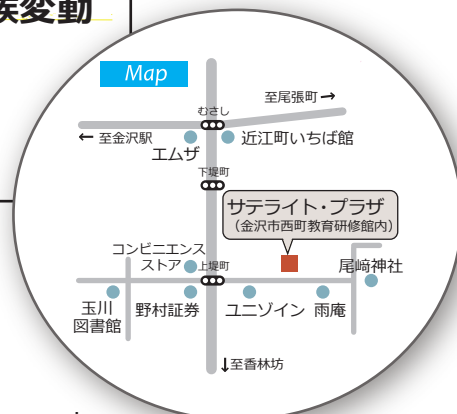 族変動
Map
至尾張町→
むさし
← 至金沢駅
エムザ
近江町いちば館
下堤町
サテライト・プラザ
(金沢市西町教育研修館内)
コンビニエンス
ストア
上堤町
尾﨑神社
玉川
図書館
野村証券
ユニゾイン
雨庵
↓至香林坊